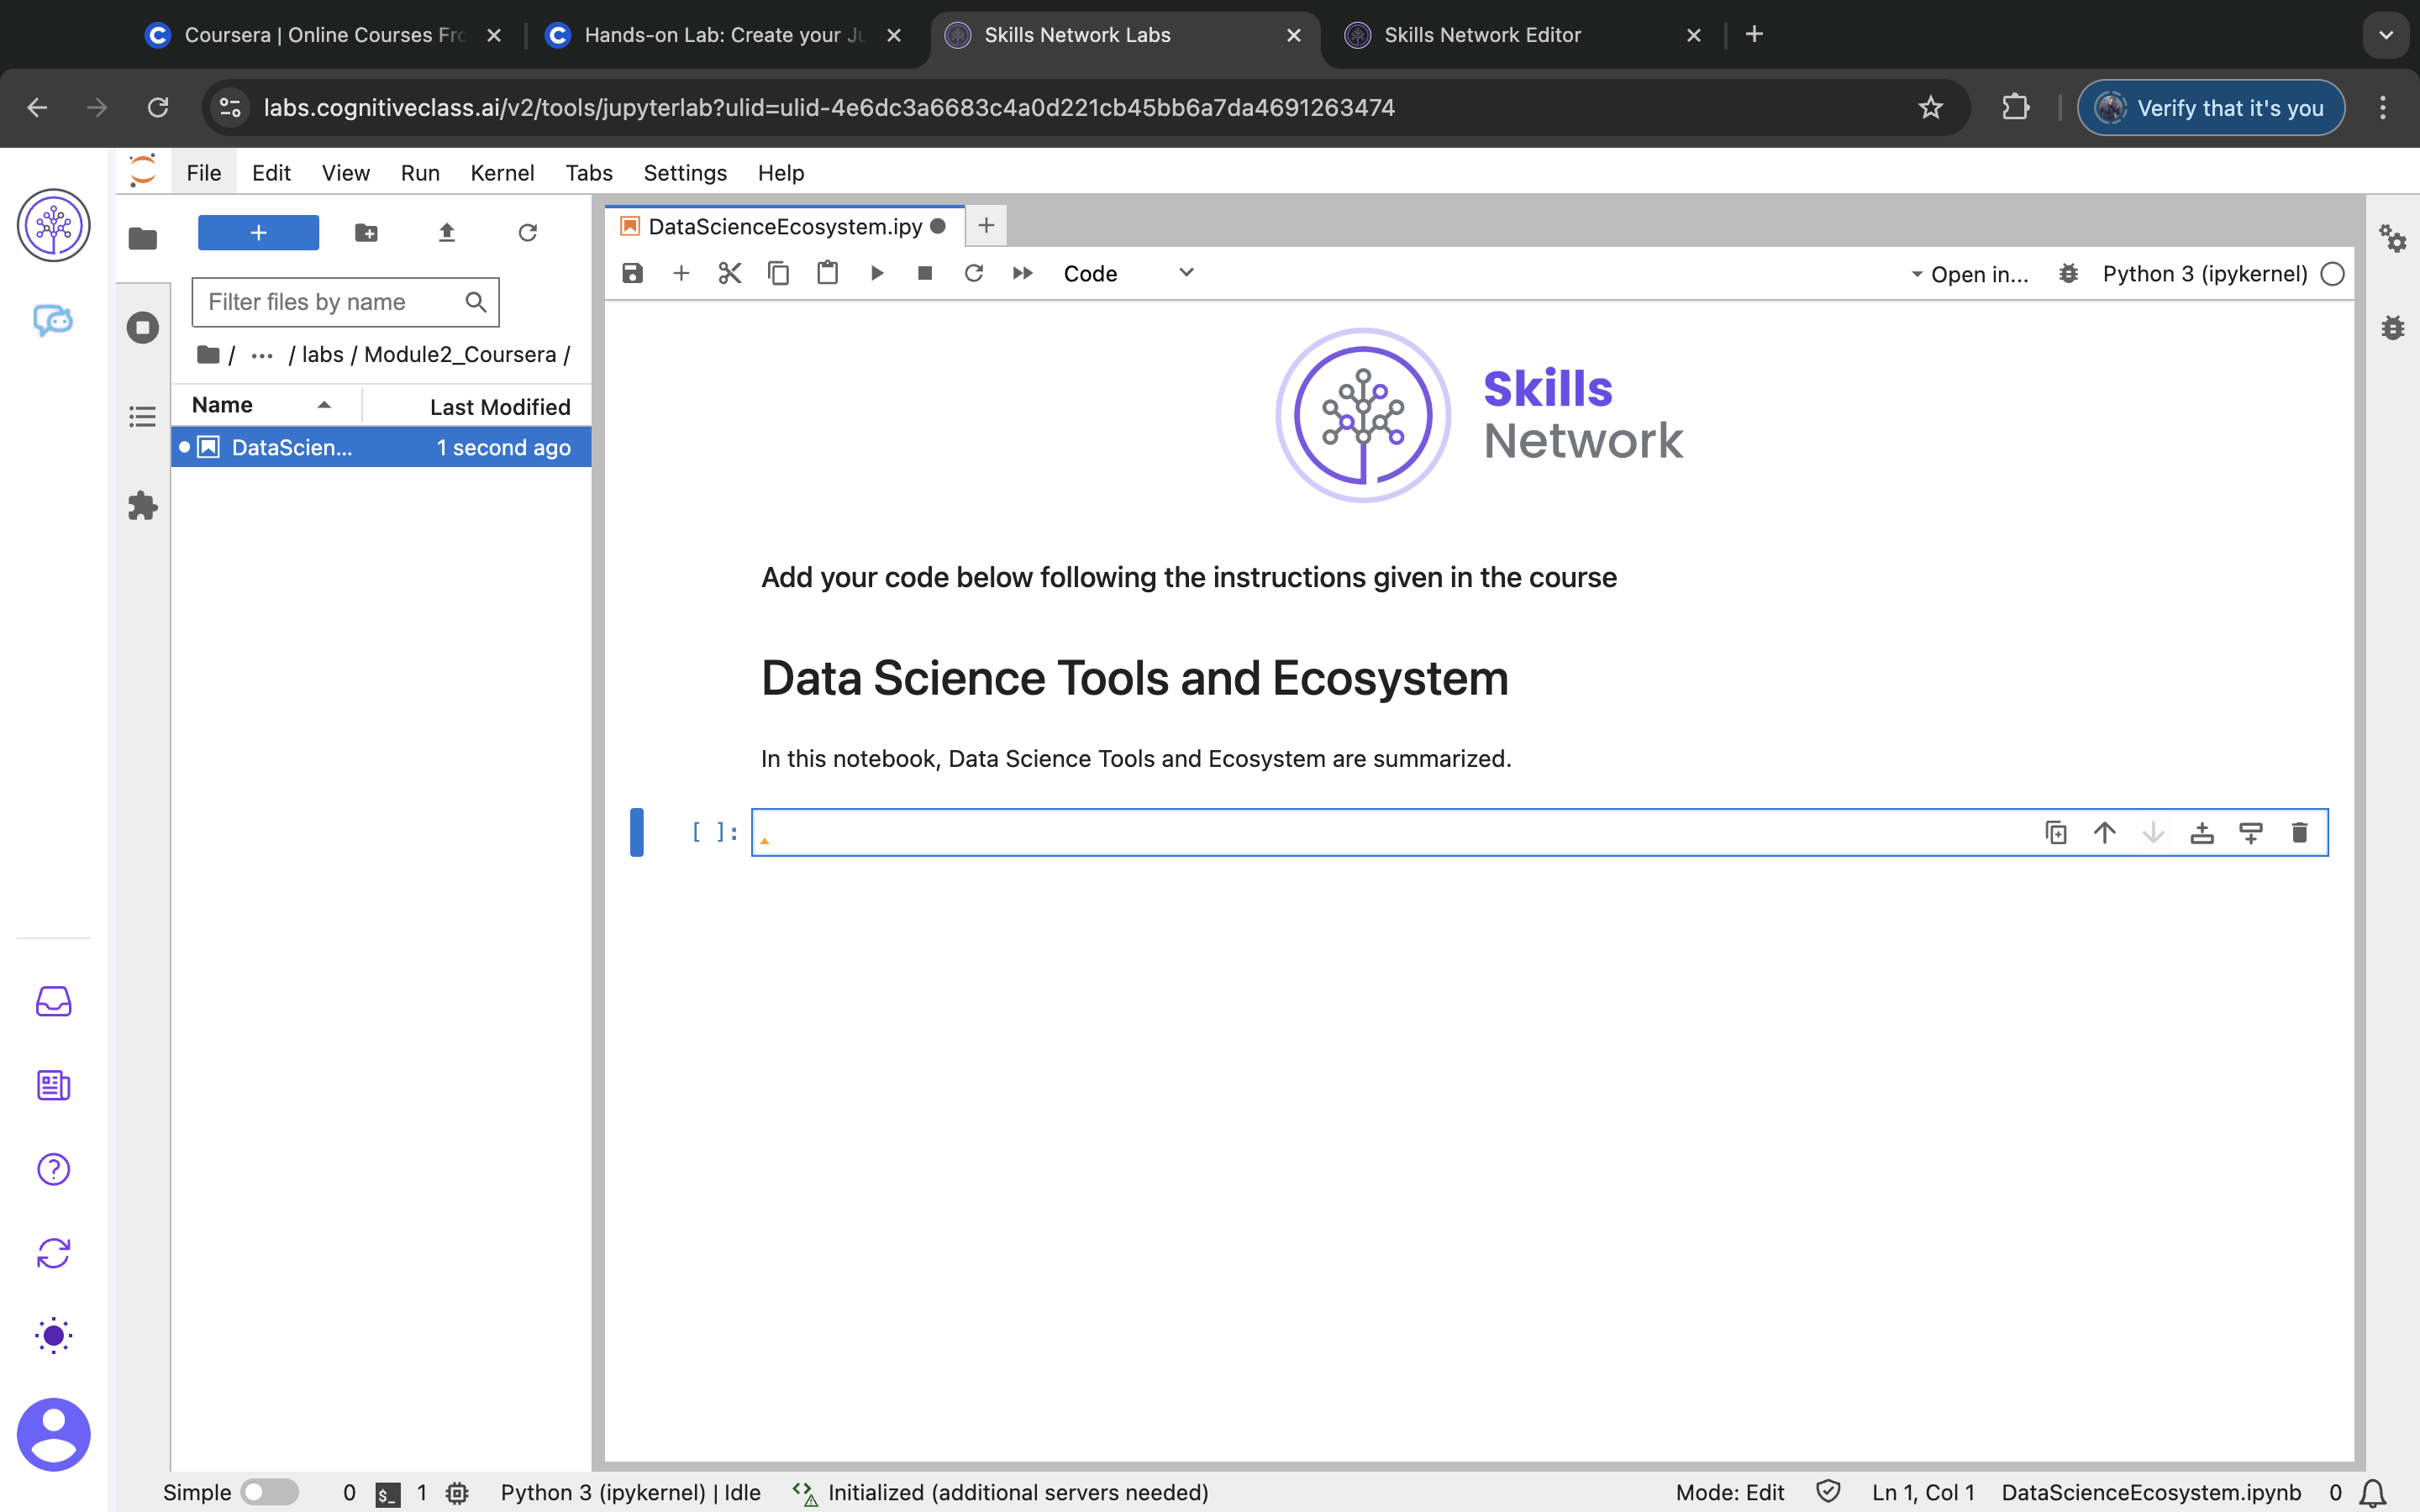 Coursera | Online Courses Fro
Hands-on Lab: Create your Ju
Skills Network Labs
Skills Network Editor
labs.cognitiveclass.ai/v2/tools/jupyterlab?ulid=ulid-4e6dc3a6683c4a0d221cb45bb6a7da4691263474
Verify that it's you
File Edit View Run Kernel Tabs Settings Help
DataScienceEcosystem.ipy
Code
Open in...
Python 3 (ipykernel)
Filter files by name
/ ... / labs / Module2_Coursera /
Name Last Modified
DataScien... 1 second ago
Skills
Network
Add your code below following the instructions given in the course
Data Science Tools and Ecosystem
In this notebook, Data Science Tools and Ecosystem are summarized.
[ ]:
Simple 0 $_ 1 Python 3 (ipykernel) | Idle Initialized (additional servers needed) Mode: Edit Ln 1, Col 1 DataScienceEcosystem.ipynb 0